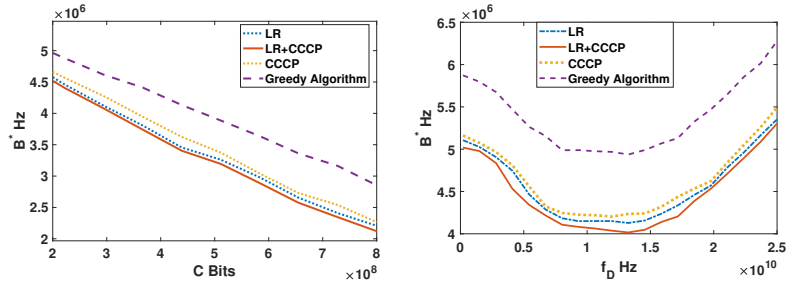 ×10⁶
5
4.5
4
3.5
3
2.5
2
B* Hz
LR
LR+CCCP
CCCP
Greedy Algorithm
2
3
4
5
6
7
8
C Bits
×10⁸
×10⁶
6.5
6
5.5
5
4.5
4
B* Hz
LR
LR+CCCP
CCCP
Greedy Algorithm
0
0.5
1
1.5
2
2.5
f_D Hz
×10¹⁰